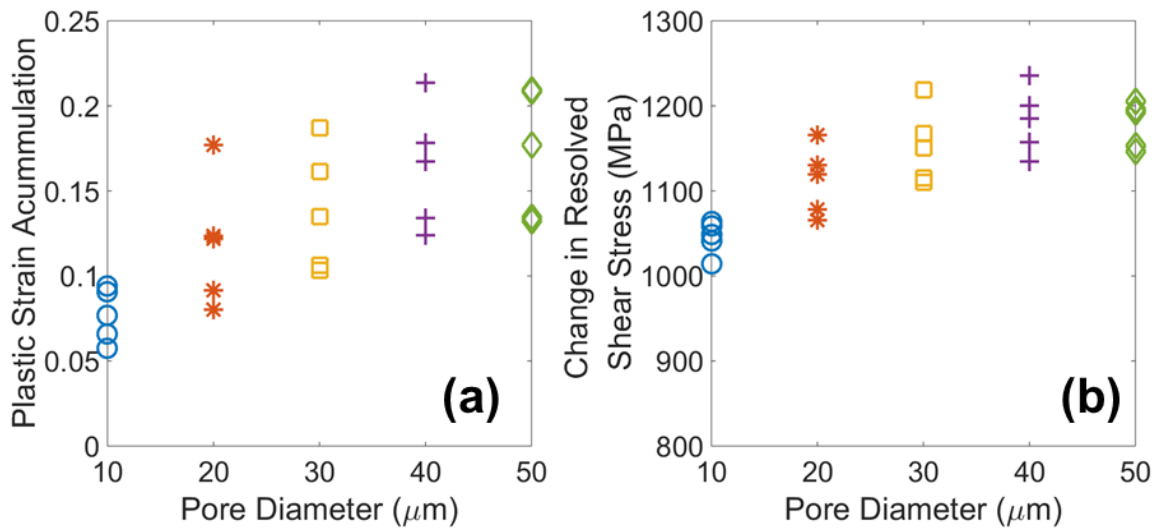 Plastic Strain Acummulation
0.25
0.2
0.15
0.1
0.05
0
10 20 30 40 50
Pore Diameter (μm)
(a)
Change in Resolved
Shear Stress (MPa)
1300
1200
1100
1000
900
800
10 20 30 40 50
Pore Diameter (μm)
(b)